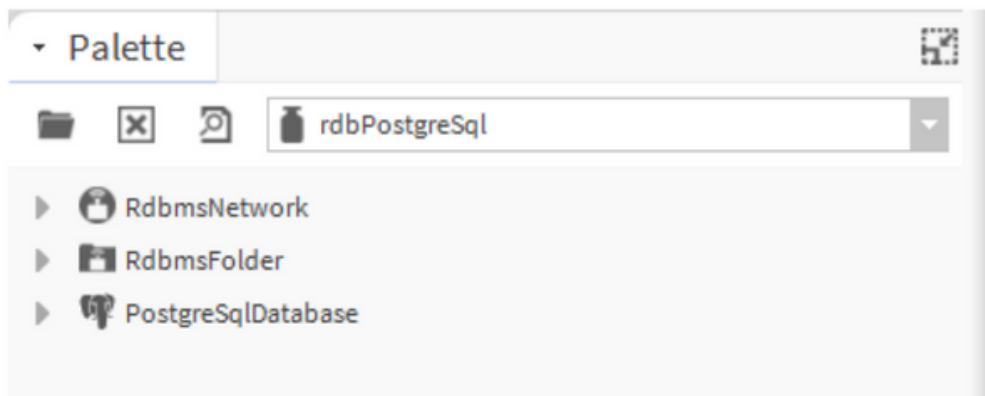 Palette
rdbPostgreSql
RdbmsNetwork
RdbmsFolder
PostgreSqlDatabase